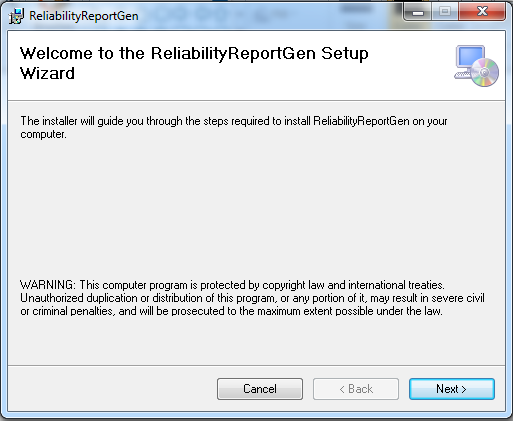 ReliabilityReportGen
Welcome to the ReliabilityReportGen Setup
Wizard
The installer will guide you through the steps required to install ReliabilityReportGen on your
computer.
WARNING: This computer program is protected by copyright law and international treaties.
Unauthorized duplication or distribution of this program, or any portion of it, may result in severe civil
or criminal penalties, and will be prosecuted to the maximum extent possible under the law.
Cancel < Back Next >